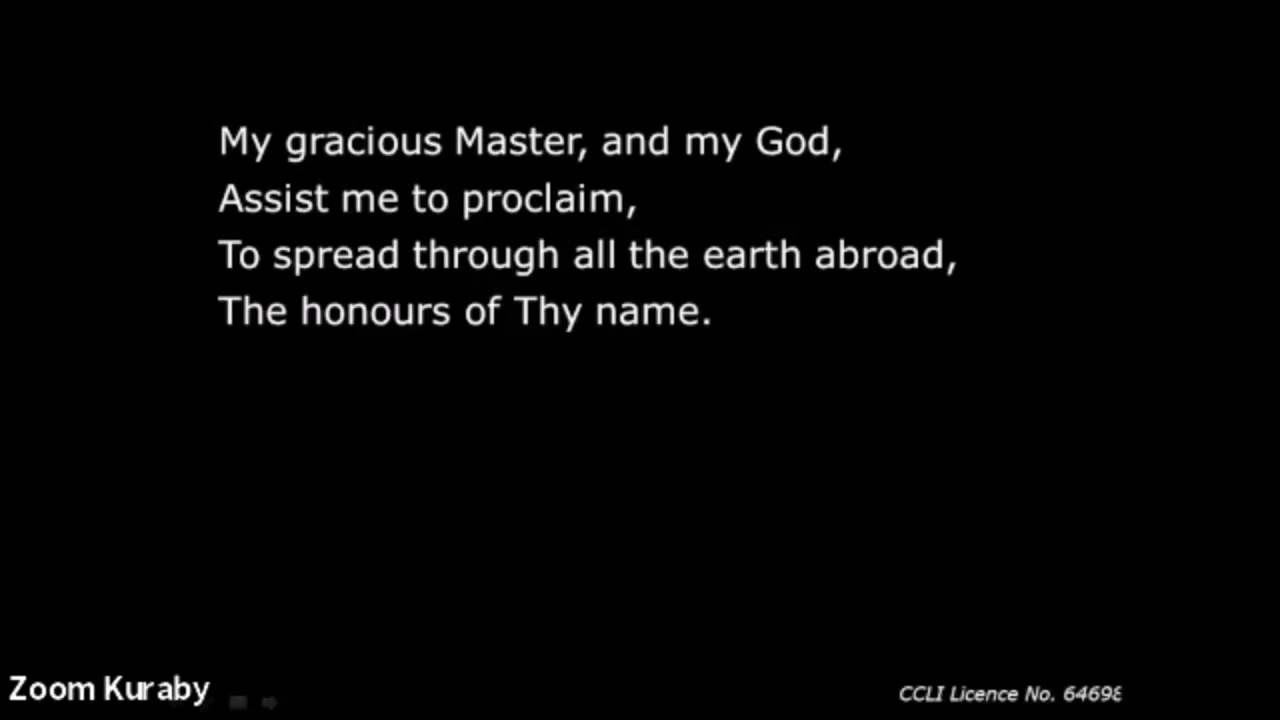 My gracious Master, and my God,
Assist me to proclaim,
To spread through all the earth abroad,
The honours of Thy name.
Zoom Kuraby
CCLI Licence No.